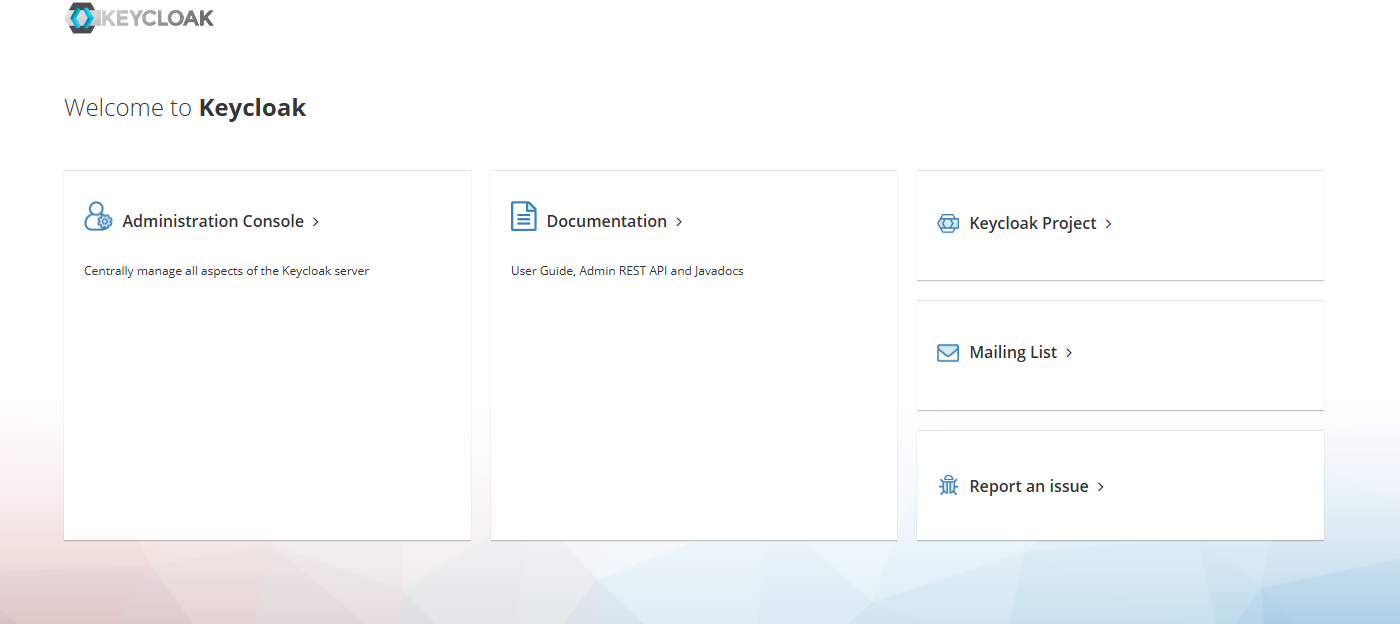 KEYCLOAK
Welcome to Keycloak
Administration Console
Centrally manage all aspects of the Keycloak server
Documentation
User Guide, Admin REST API and Javadocs
Keycloak Project
Mailing List
Report an issue